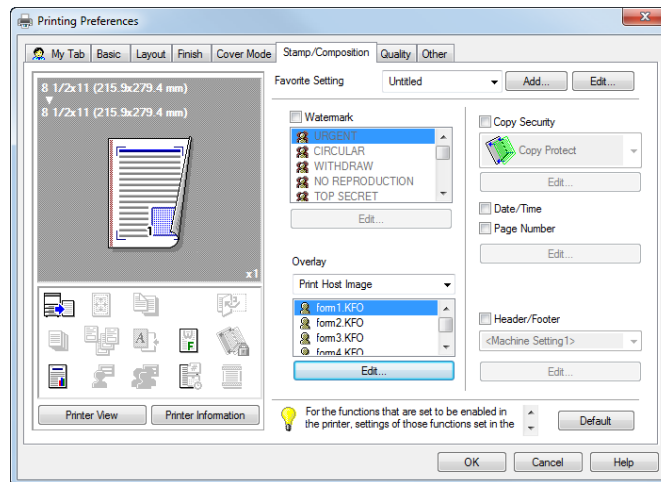 Printing Preferences
My Tab
Basic
Layout
Finish
Cover Mode
Stamp/Composition
Quality
Other
8 1/2x11 (215.9x279.4 mm)
8 1/2x11 (215.9x279.4 mm)
1
x1
A
W
F
Printer View
Printer Information
Favorite Setting
Untitled
Add...
Edit...
Watermark
URGENT
CIRCULAR
WITHDRAW
NO REPRODUCTION
TOP SECRET
Edit...
Overlay
Print Host Image
form1.KFO
form2.KFO
form3.KFO
form4.KFO
Edit...
Copy Security
Copy Protect
Edit...
Date/Time
Page Number
Edit...
Header/Footer
<Machine Setting1>
Edit...
For the functions that are set to be enabled in
the printer, settings of those functions set in the
Default
OK
Cancel
Help